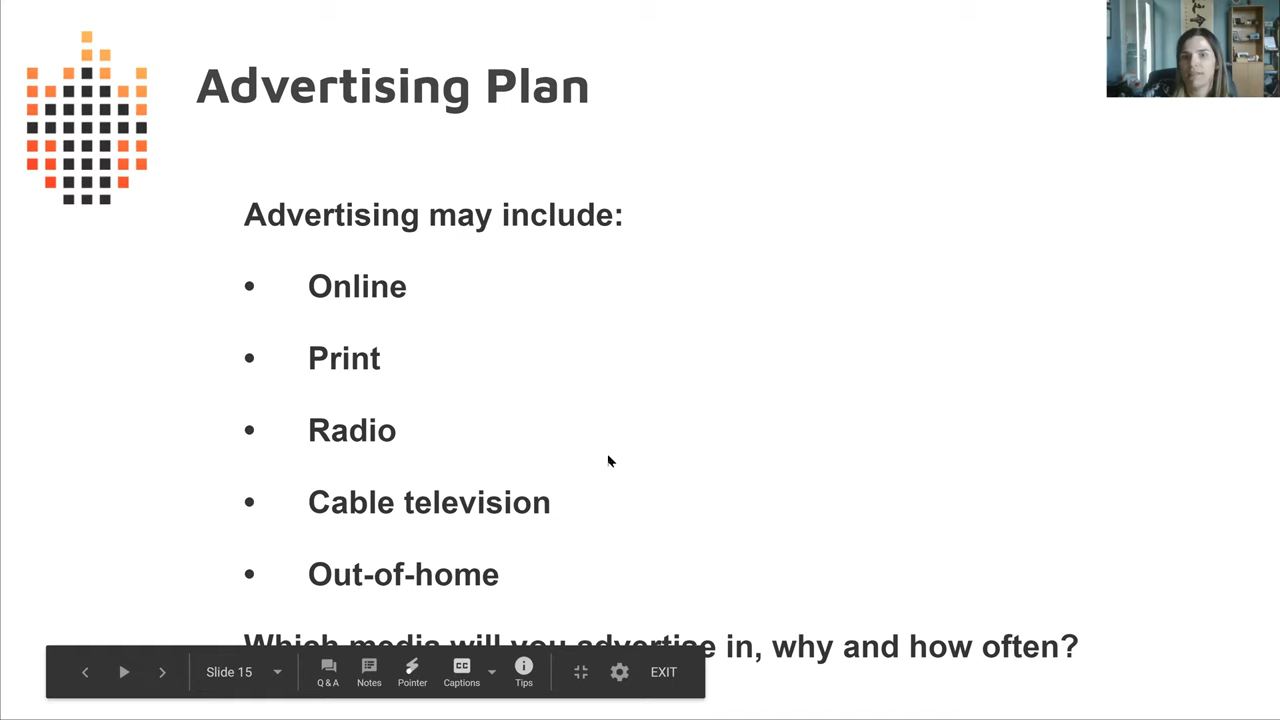 Advertising Plan
Advertising may include:
• Online
• Print
• Radio
• Cable television
• Out-of-home
Which media will you advertise in, why and how often?
Slide 15
Q & A
Notes
Pointer
CC
Captions
Tips
EXIT